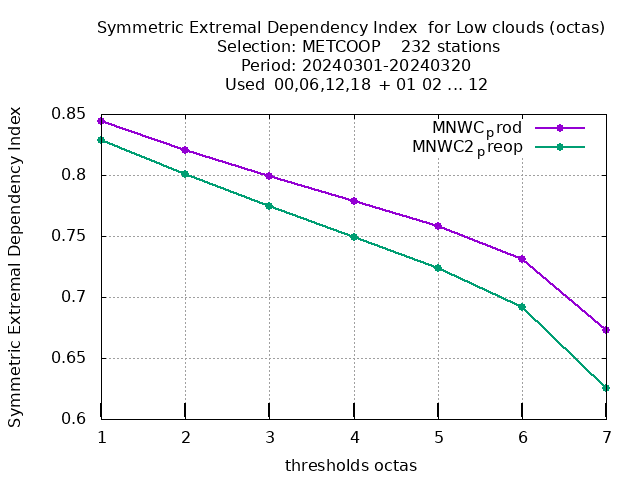 Symmetric Extremal Dependency Index  for Low clouds (octas)
Selection: METCOOP    232 stations
Period: 20240301-20240320
Used  00,06,12,18 + 01 02 ... 12
Symmetric Extremal Dependency Index
0.85
0.8
0.75
0.7
0.65
0.6
MNWCprod
MNWC2preop
1 2 3 4 5 6 7
thresholds octas